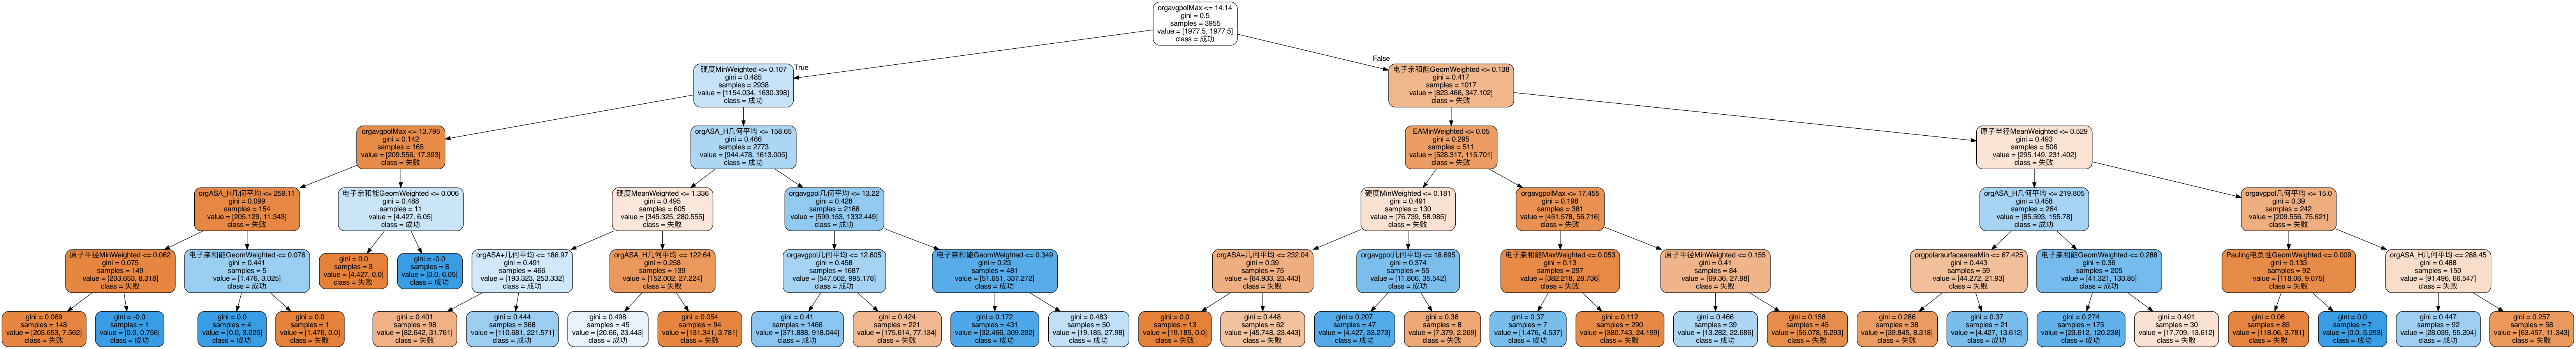 orgavgpolMax <= 14.14
gini = 0.5
samples = 3955
value = [1977.5, 1977.5]
class = 成功
True
False
硬度MinWeighted <= 0.107
gini = 0.485
samples = 2938
value = [1154.034, 1630.398]
class = 成功
电子亲和能GeomWeighted <= 0.138
gini = 0.417
samples = 1017
value = [823.466, 347.102]
class = 失败
orgavgpolMax <= 13.795
gini = 0.142
samples = 165
value = [209.556, 17.393]
class = 失败
orgASA_H几何平均 <= 158.65
gini = 0.466
samples = 2773
value = [944.478, 1613.005]
class = 成功
EAMinWeighted <= 0.05
gini = 0.295
samples = 511
value = [528.317, 115.701]
class = 失败
原子半径MeanWeighted <= 0.529
gini = 0.493
samples = 506
value = [295.149, 231.402]
class = 失败
orgASA_H几何平均 <= 259.11
gini = 0.099
samples = 154
value = [205.129, 11.343]
class = 失败
电子亲和能GeomWeighted <= 0.006
gini = 0.488
samples = 11
value = [4.427, 6.05]
class = 成功
硬度MeanWeighted <= 1.336
gini = 0.495
samples = 605
value = [345.325, 280.555]
class = 失败
orgavgpol几何平均 <= 13.22
gini = 0.428
samples = 2168
value = [599.153, 1332.449]
class = 成功
硬度MinWeighted <= 0.181
gini = 0.491
samples = 130
value = [76.739, 58.985]
class = 失败
orgavgpolMax <= 17.455
gini = 0.198
samples = 381
value = [451.578, 56.716]
class = 失败
orgASA_H几何平均 <= 219.805
gini = 0.458
samples = 264
value = [85.593, 155.78]
class = 成功
orgavgpol几何平均 <= 15.0
gini = 0.39
samples = 242
value = [209.556, 75.621]
class = 失败
原子半径MinWeighted <= 0.062
gini = 0.075
samples = 149
value = [203.653, 8.318]
class = 失败
电子亲和能GeomWeighted <= 0.076
gini = 0.441
samples = 5
value = [1.476, 3.025]
class = 成功
gini = 0.0
samples = 3
value = [4.427, 0.0]
class = 失败
gini = -0.0
samples = 8
value = [0.0, 6.05]
class = 成功
orgASA+几何平均 <= 186.97
gini = 0.491
samples = 466
value = [193.323, 253.332]
class = 成功
orgASA_H几何平均 <= 122.64
gini = 0.258
samples = 139
value = [152.002, 27.224]
class = 失败
orgavgpol几何平均 <= 12.605
gini = 0.458
samples = 1687
value = [547.502, 995.178]
class = 成功
电子亲和能GeomWeighted <= 0.349
gini = 0.23
samples = 481
value = [51.651, 337.272]
class = 成功
orgASA+几何平均 <= 232.04
gini = 0.39
samples = 75
value = [64.933, 23.443]
class = 失败
orgavgpol几何平均 <= 18.695
gini = 0.374
samples = 55
value = [11.806, 35.542]
class = 成功
电子亲和能MaxWeighted <= 0.053
gini = 0.13
samples = 297
value = [382.218, 28.736]
class = 失败
原子半径MinWeighted <= 0.155
gini = 0.41
samples = 84
value = [69.36, 27.98]
class = 失败
orgpolarsurfaceareaMin <= 67.425
gini = 0.443
samples = 59
value = [44.272, 21.93]
class = 失败
电子亲和能GeomWeighted <= 0.288
gini = 0.36
samples = 205
value = [41.321, 133.85]
class = 成功
Pauling电负性GeomWeighted <= 0.009
gini = 0.133
samples = 92
value = [118.06, 9.075]
class = 失败
orgASA_H几何平均 <= 288.45
gini = 0.488
samples = 150
value = [91.496, 66.547]
class = 失败
gini = 0.069
samples = 148
value = [203.653, 7.562]
class = 失败
gini = -0.0
samples = 1
value = [0.0, 0.756]
class = 成功
gini = 0.0
samples = 4
value = [0.0, 3.025]
class = 成功
gini = 0.0
samples = 1
value = [1.476, 0.0]
class = 失败
gini = 0.401
samples = 98
value = [82.642, 31.761]
class = 失败
gini = 0.444
samples = 368
value = [110.681, 221.571]
class = 成功
gini = 0.498
samples = 45
value = [20.66, 23.443]
class = 成功
gini = 0.054
samples = 94
value = [131.341, 3.781]
class = 失败
gini = 0.41
samples = 1466
value = [371.888, 918.044]
class = 成功
gini = 0.424
samples = 221
value = [175.614, 77.134]
class = 失败
gini = 0.172
samples = 431
value = [32.466, 309.292]
class = 成功
gini = 0.483
samples = 50
value = [19.185, 27.98]
class = 成功
gini = 0.0
samples = 13
value = [19.185, 0.0]
class = 失败
gini = 0.448
samples = 62
value = [45.748, 23.443]
class = 失败
gini = 0.207
samples = 47
value = [4.427, 33.273]
class = 成功
gini = 0.36
samples = 8
value = [7.379, 2.269]
class = 失败
gini = 0.37
samples = 7
value = [1.476, 4.537]
class = 成功
gini = 0.112
samples = 290
value = [380.743, 24.199]
class = 失败
gini = 0.466
samples = 39
value = [13.282, 22.686]
class = 成功
gini = 0.158
samples = 45
value = [56.078, 5.293]
class = 失败
gini = 0.286
samples = 38
value = [39.845, 8.318]
class = 失败
gini = 0.37
samples = 21
value = [4.427, 13.612]
class = 成功
gini = 0.274
samples = 175
value = [23.612, 120.238]
class = 成功
gini = 0.491
samples = 30
value = [17.709, 13.612]
class = 失败
gini = 0.06
samples = 85
value = [118.06, 3.781]
class = 失败
gini = 0.0
samples = 7
value = [0.0, 5.293]
class = 成功
gini = 0.447
samples = 92
value = [28.039, 55.204]
class = 成功
gini = 0.257
samples = 58
value = [63.457, 11.343]
class = 失败